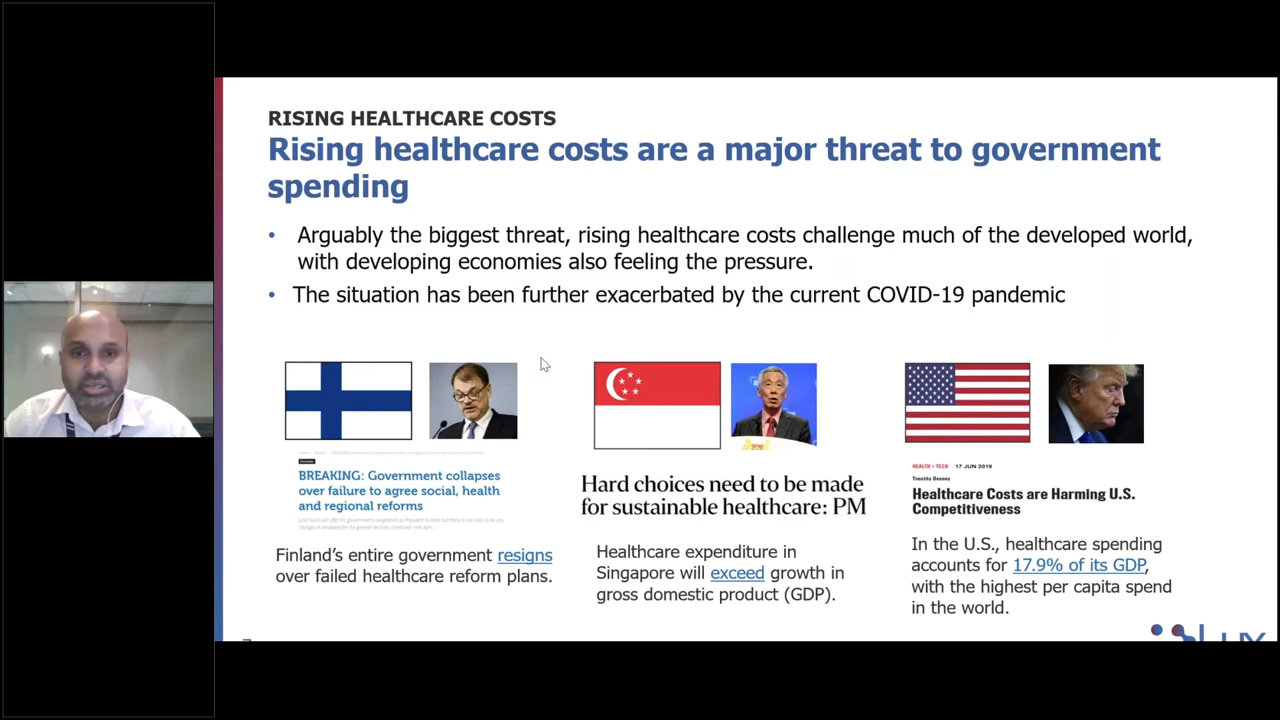 RISING HEALTHCARE COSTS
Rising healthcare costs are a major threat to government
spending
• Arguably the biggest threat, rising healthcare costs challenge much of the developed world,
with developing economies also feeling the pressure.
• The situation has been further exacerbated by the current COVID-19 pandemic
BREAKING: Government collapses
over failure to agree social, health
and regional reforms
Finland's entire government resigns
over failed healthcare reform plans.
Hard choices need to be made
for sustainable healthcare: PM
Healthcare expenditure in
Singapore will exceed growth in
gross domestic product (GDP).
HEALTH + TECH 17 JUN 2019
Timothy
Healthcare Costs are Harming U.S.
Competitiveness
In the U.S., healthcare spending
accounts for 17.9% of its GDP,
with the highest per capita spend
in the world.